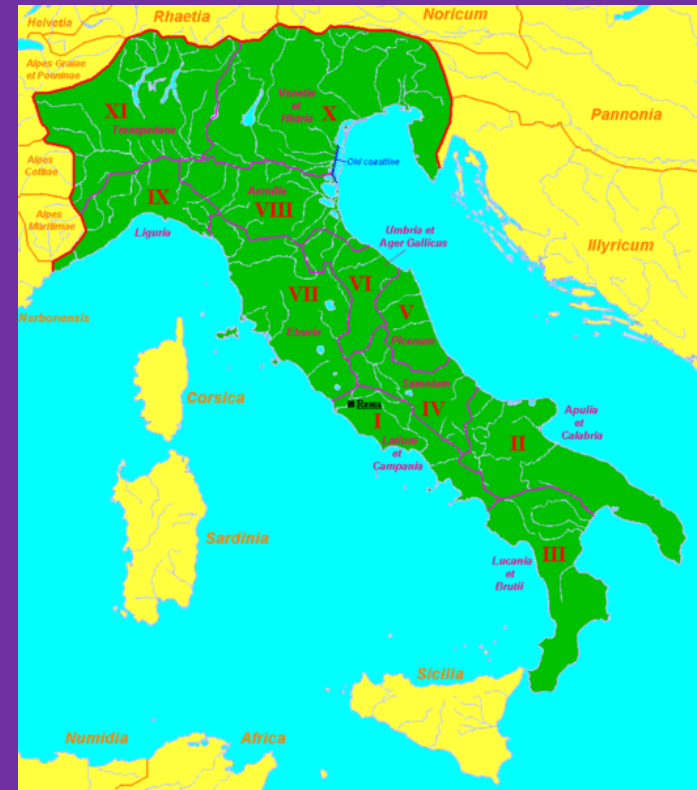 Rhaetia
Noricum
Helvetia
Alpes Graiae
et Poeninae
Pannonia
XI
Transpadana
Venetia
et
Histria
X
Old coastline
Alpes
Cottiae
IX
Aemilia
VIII
Alpes
Maritimae
Liguria
Umbria et
Ager Gallicus
Illyricum
VI
VII
V
Narbonensis
Etruria
Picenum
Samnium
Corsica
Roma
IV
I
Latium
et
Campania
Apulia
et
Calabria
II
Sardinia
III
Lucania
et
Brutii
Sicilia
Numidia
Africa